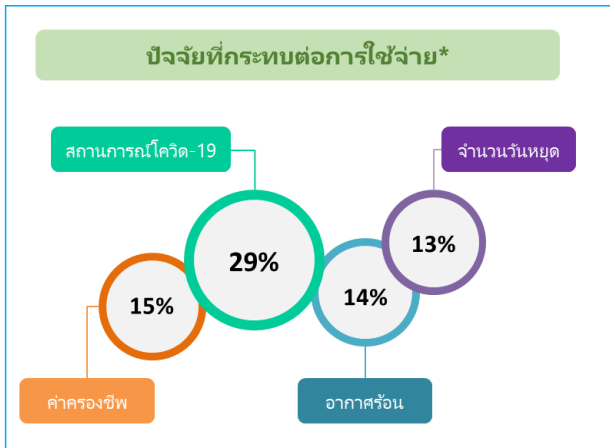 ปัจจัยที่กระทบต่อการใช้จ่าย*
สถานการณ์โควิด-19
จำนวนวันหยุด
13%
29%
14%
15%
ค่าครองชีพ
อากาศร้อน